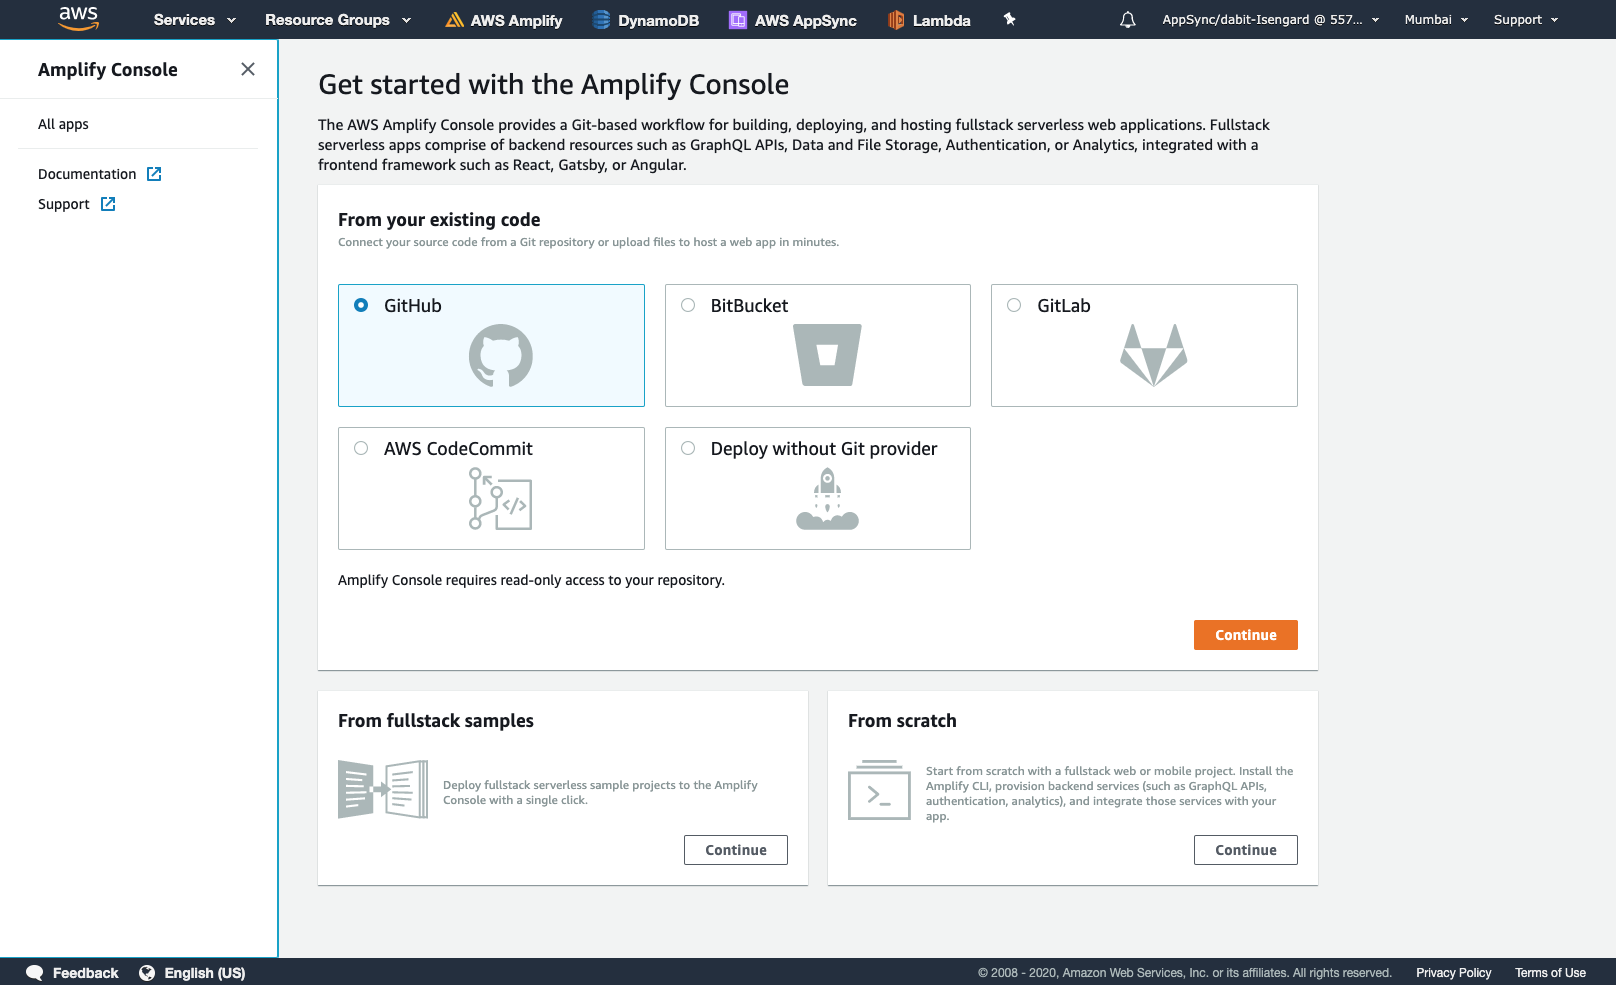 aws
Services
Resource Groups
AWS Amplify
DynamoDB
AWS AppSync
Lambda
AppSync/dabit-Isengard @ 557...
Mumbai
Support
Amplify Console
All apps
Documentation
Support
Get started with the Amplify Console
The AWS Amplify Console provides a Git-based workflow for building, deploying, and hosting fullstack serverless web applications. Fullstack
serverless apps comprise of backend resources such as GraphQL APIs, Data and File Storage, Authentication, or Analytics, integrated with a
frontend framework such as React, Gatsby, or Angular.
From your existing code
Connect your source code from a Git repository or upload files to host a web app in minutes.
GitHub
BitBucket
GitLab
AWS CodeCommit
</>
Deploy without Git provider
Amplify Console requires read-only access to your repository.
Continue
From fullstack samples
Deploy fullstack serverless sample projects to the Amplify
Console with a single click.
Continue
From scratch
Start from scratch with a fullstack web or mobile project. Install the
Amplify CLI, provision backend services (such as GraphQL APIs,
authentication, analytics), and integrate those services with your
app.
Continue
Feedback
English (US)
© 2008 - 2020, Amazon Web Services, Inc. or its affiliates. All rights reserved.
Privacy Policy
Terms of Use